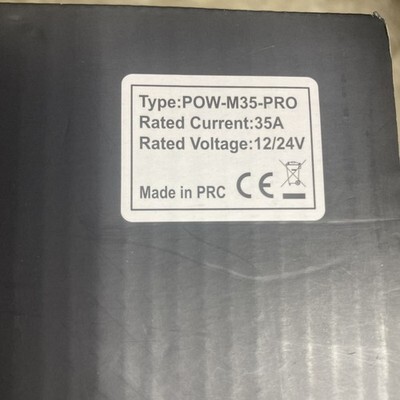 Type:POW-M35-PRO
Rated Current:35A
Rated Voltage:12/24V
Made in PRC CE